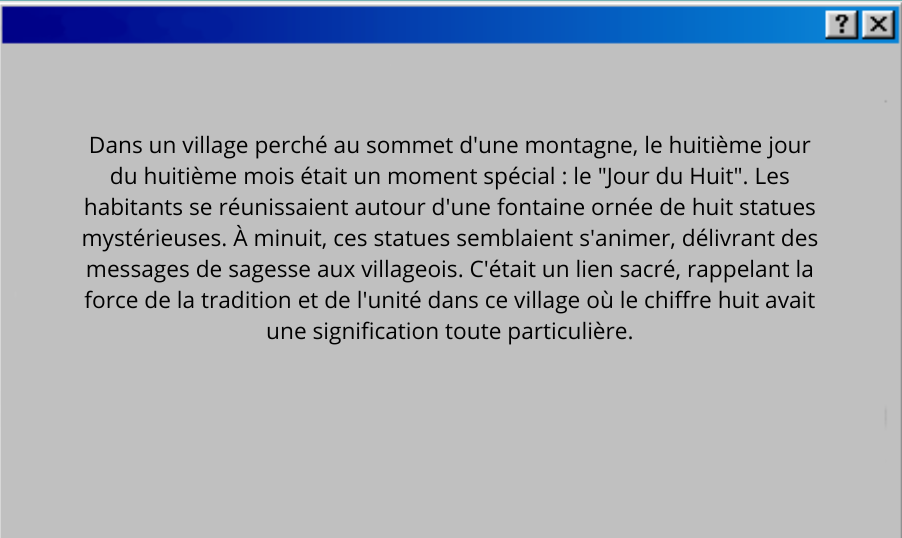 Dans un village perché au sommet d'une montagne, le huitième jour
du huitième mois était un moment spécial : le "Jour du Huit". Les
habitants se réunissaient autour d'une fontaine ornée de huit statues
mystérieuses. À minuit, ces statues semblaient s'animer, délivrant des
messages de sagesse aux villageois. C'était un lien sacré, rappelant la
force de la tradition et de l'unité dans ce village où le chiffre huit avait
une signification toute particulière.